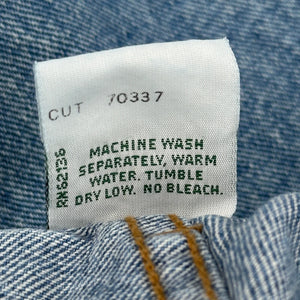 CUT 70337
RN62136
MACHINE WASH
SEPARATELY, WARM
WATER. TUMBLE
DRY LOW. NO BLEACH.